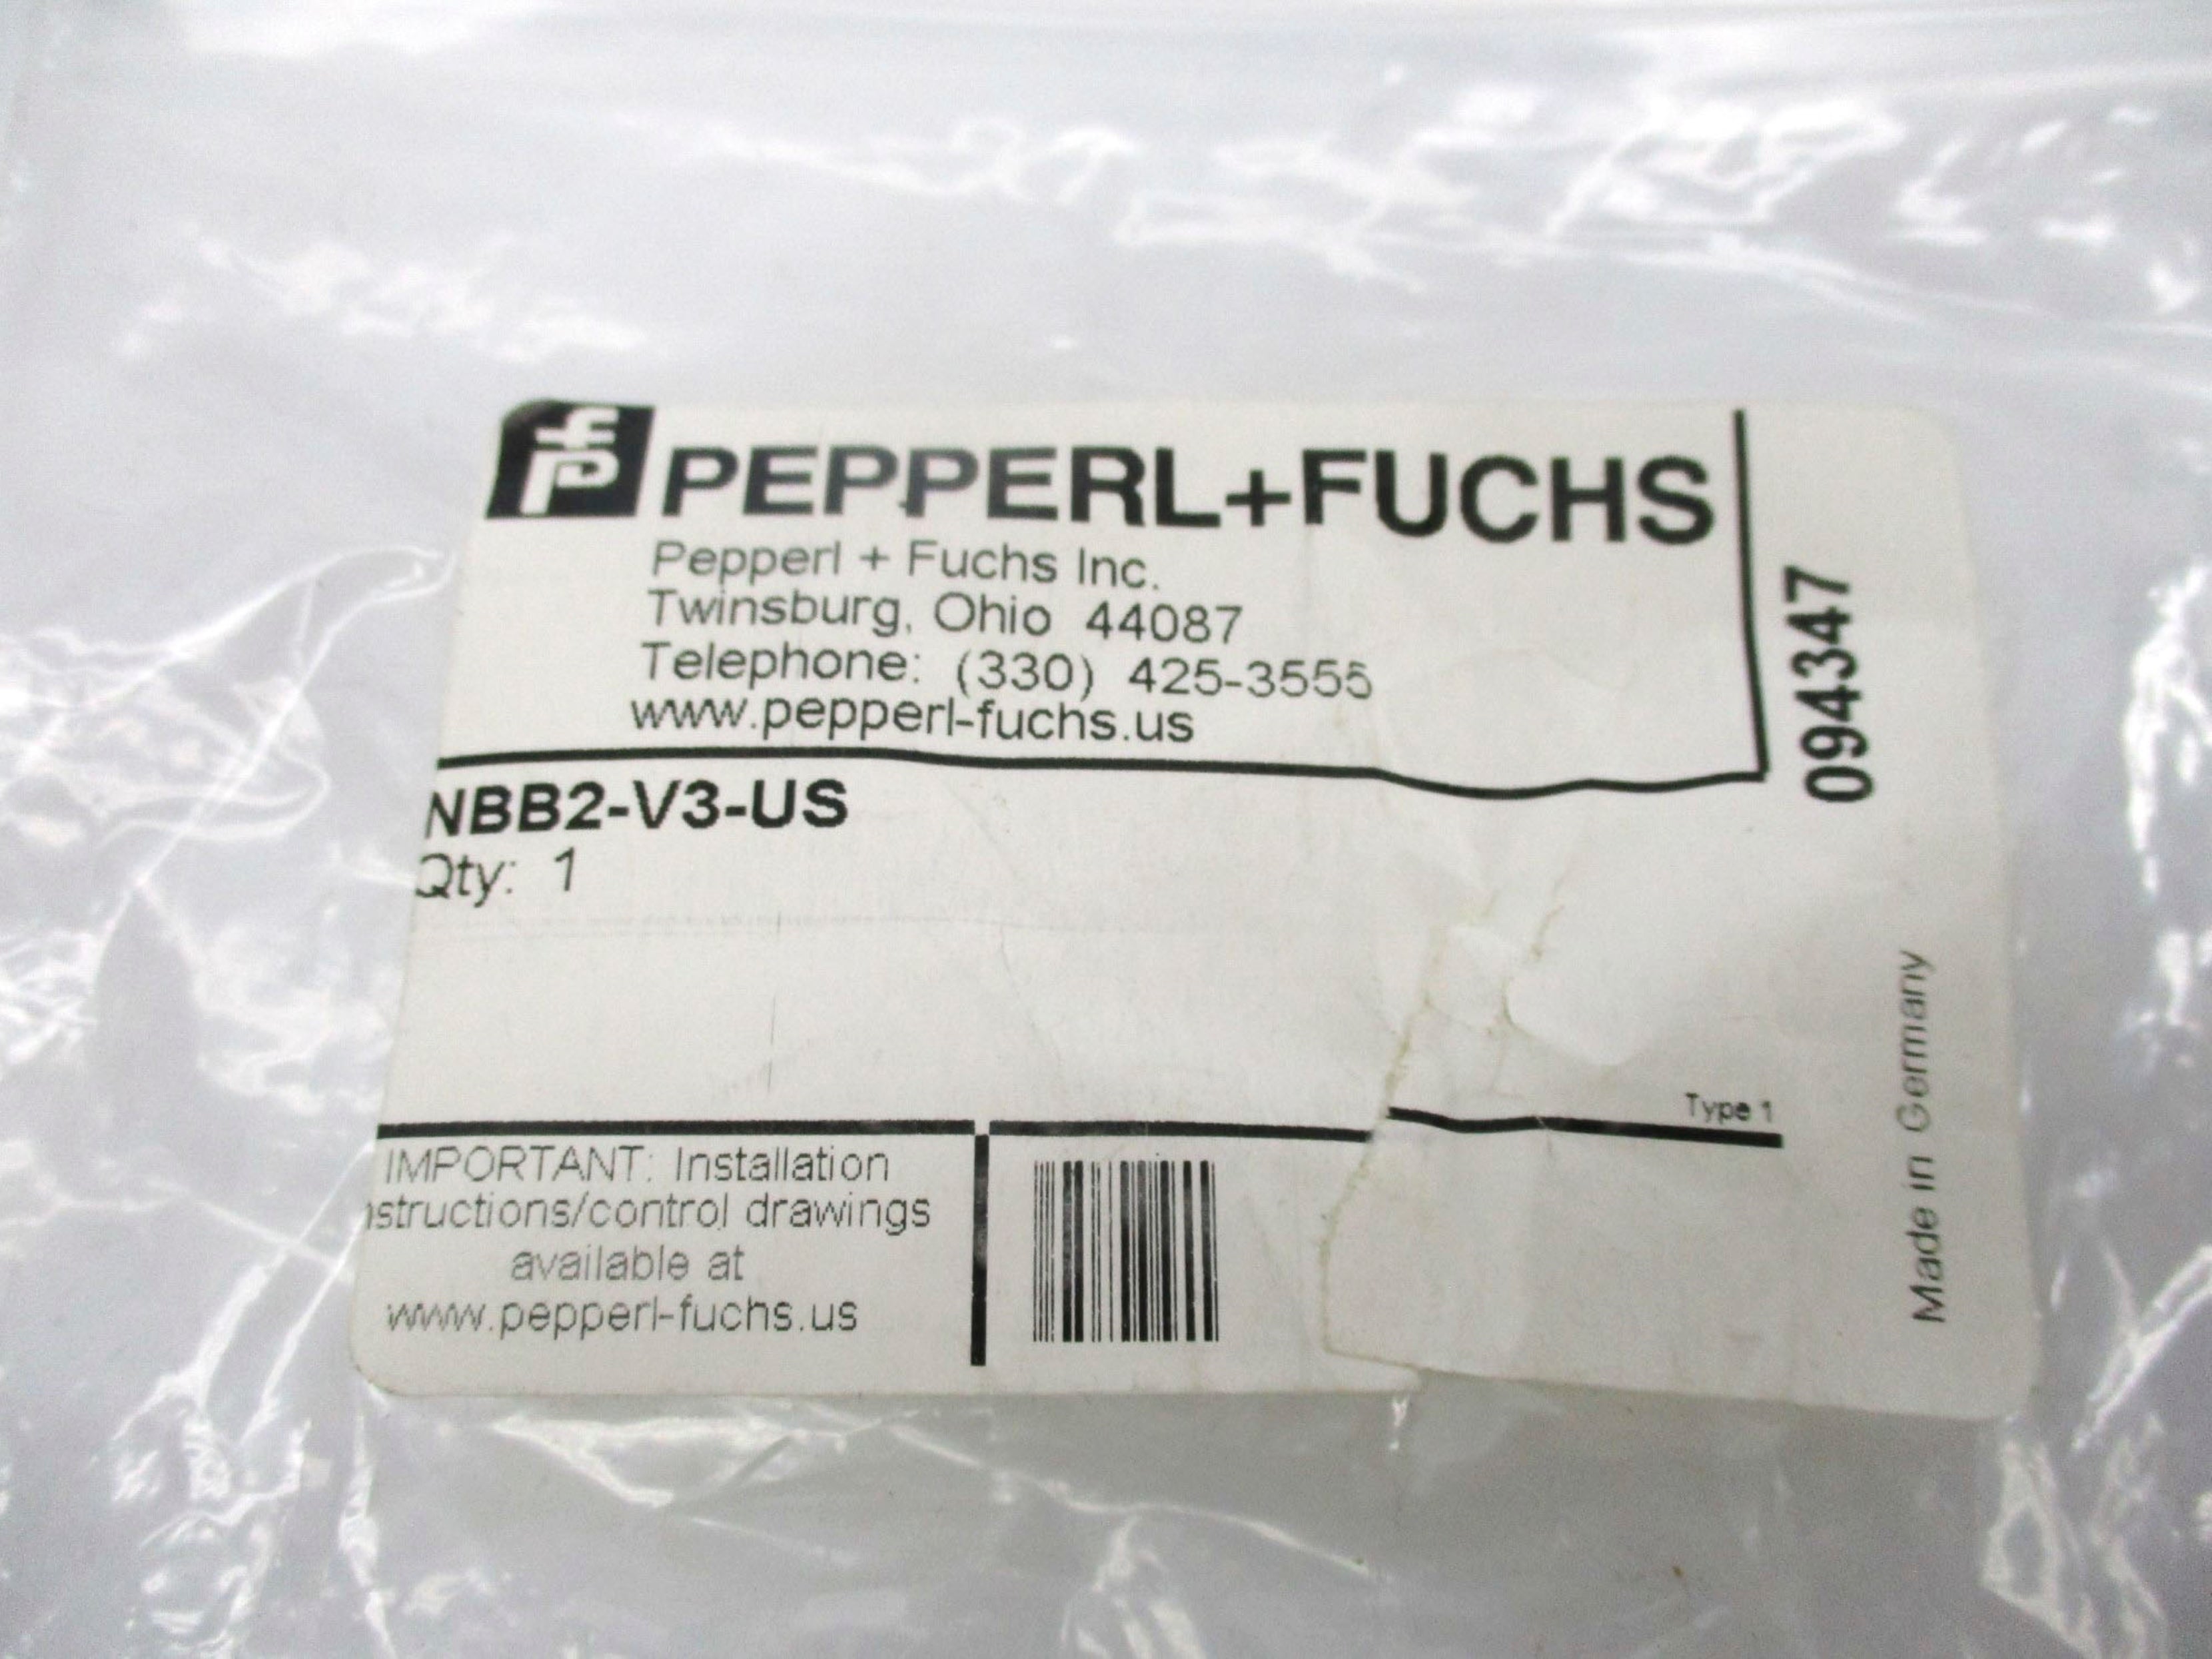 PEPPERL+FUCHS
Pepperl + Fuchs Inc.
Twinsburg, Ohio 44087
Telephone: (330) 425-3555
www.pepperl-fuchs.us
094347
NBB2-V3-US
Qty: 1
Type 1
IMPORTANT: Installation
nstructions/control drawings
available at
www.pepperl-fuchs.us
Made in Germany